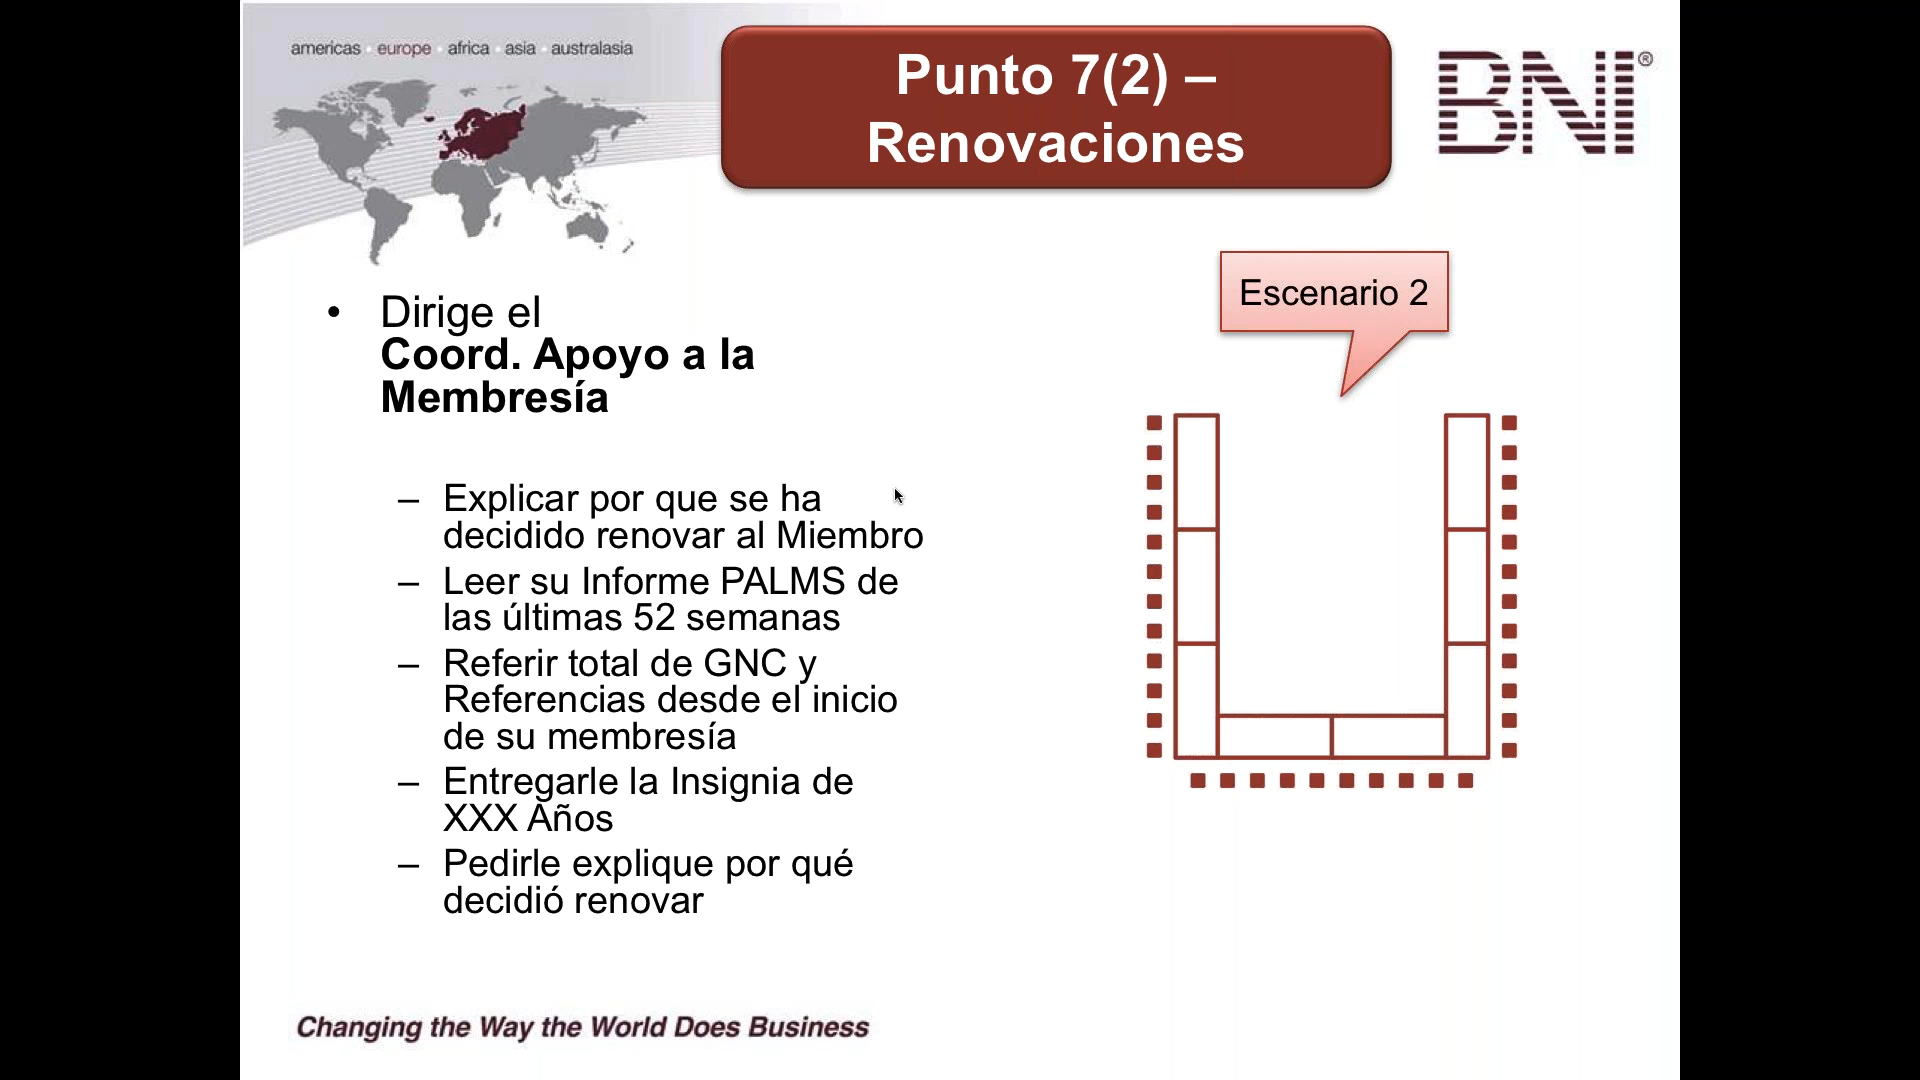 americas europe africa asia australasia
Punto 7(2) –
Renovaciones
BNI®
Escenario 2
• Dirige el
Coord. Apoyo a la
Membresía
– Explicar por que se ha
decidido renovar al Miembro
– Leer su Informe PALMS de
las últimas 52 semanas
– Referir total de GNC y
Referencias desde el inicio
de su membresía
– Entregarle la Insignia de
XXX Años
– Pedirle explique por qué
decidió renovar
Changing the Way the World Does Business